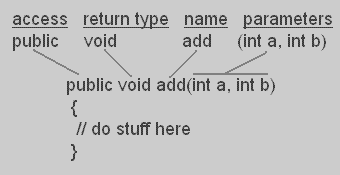 access return type name parameters
public void add (int a, int b)
public void add(int a, int b)
{
// do stuff here
}